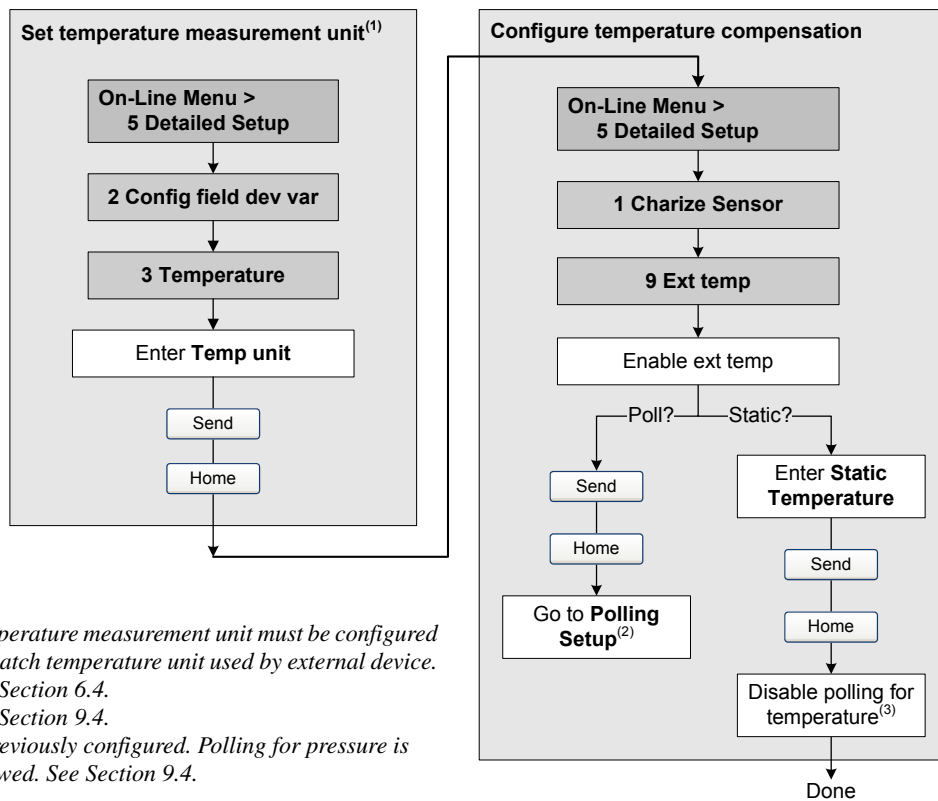 Set temperature measurement unit(1)
On-Line Menu >
5 Detailed Setup
2 Config field dev var
3 Temperature
Enter Temp unit
Send
Home
Configure temperature compensation
On-Line Menu >
5 Detailed Setup
1 Charize Sensor
9 Ext temp
Enable ext temp
Poll?
Static?
Send
Home
Go to Polling
Setup(2)
Enter Static
Temperature
Send
Home
Disable polling for
temperature(3)
Done
perature measurement unit must be configured
atch temperature unit used by external device.
Section 6.4.
Section 9.4.
eviously configured. Polling for pressure is
wed. See Section 9.4.